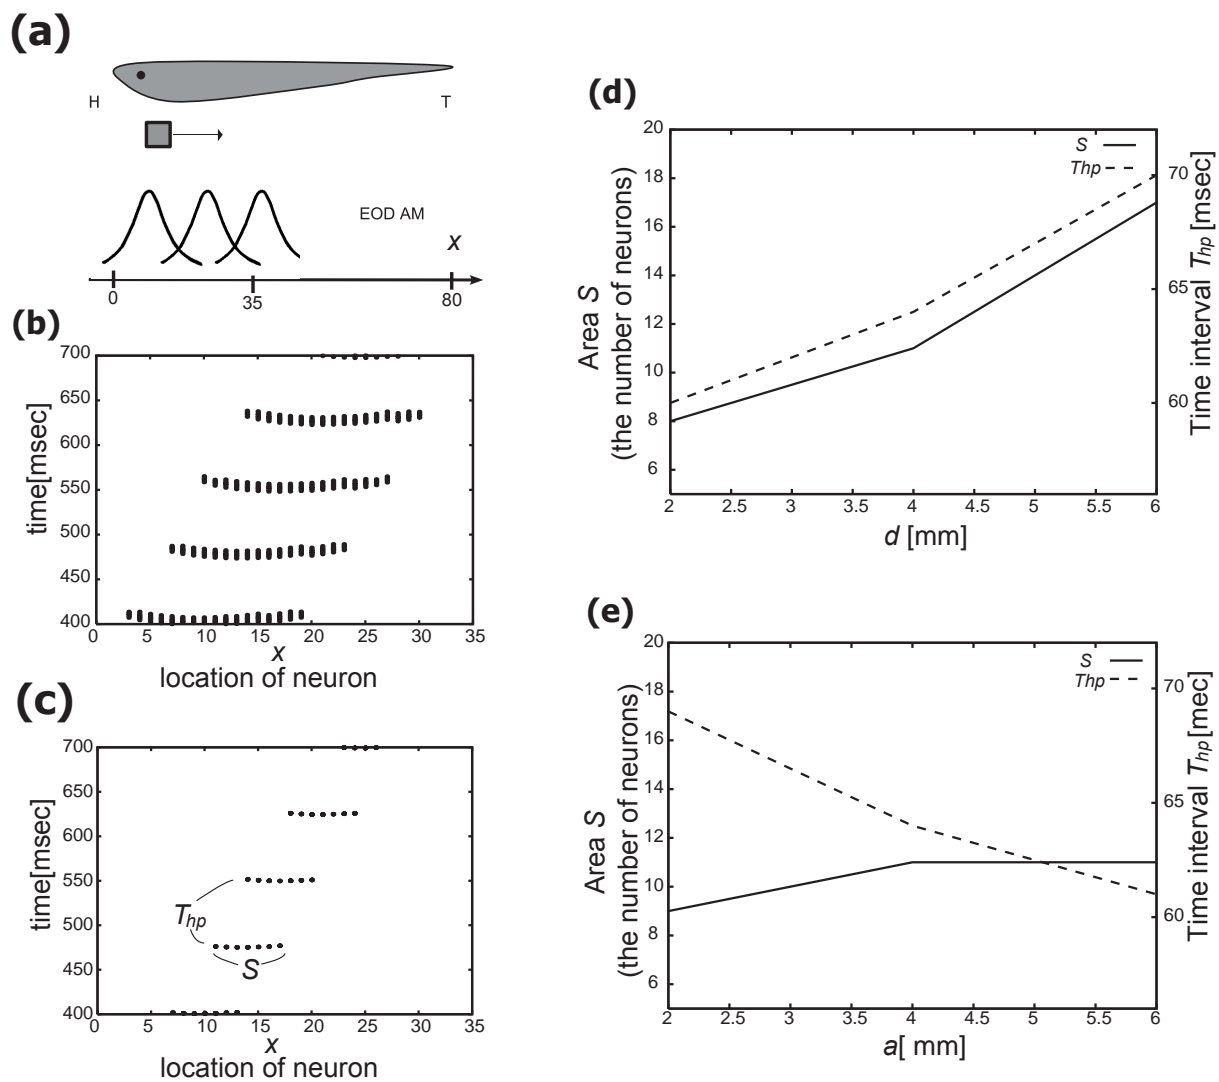 (a)
H
T
EOD AM
x
0
35
80
(b)
700
650
600
550
500
450
400
time[msec]
0
5
10
15
20
25
30
35
x
location of neuron
(c)
700
650
600
550
500
450
400
time[msec]
Thp
S
0
5
10
15
20
25
30
35
x
location of neuron
(d)
20
18
16
14
12
10
8
6
Area S
(the number of neurons)
S
Thp
70
65
60
Time interval Thp [msec]
2
2.5
3
3.5
4
4.5
5
5.5
6
d [mm]
(e)
20
18
16
14
12
10
8
6
Area S
(the number of neurons)
S
Thp
70
65
60
Time interval Thp [mec]
2
2.5
3
3.5
4
4.5
5
5.5
6
a[ mm]